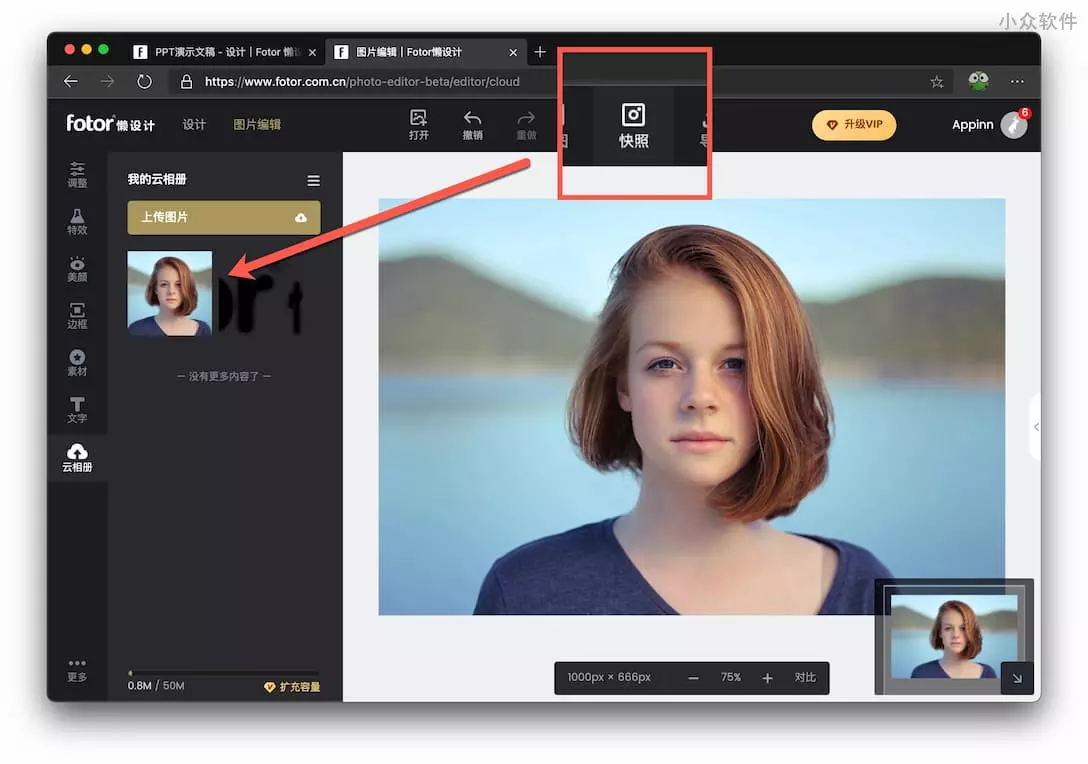 小众软件
PPT演示文稿 - 设计 | Fotor 懒
图片编辑 | Fotor懒设计
https://www.fotor.com.cn/photo-editor-beta/editor/cloud
fotor 懒设计
设计
图片编辑
打开
撤销
重做
快照
升级VIP
Appinn
6
调整
特效
美颜
边框
素材
文字
云相册
更多
我的云相册
上传图片
— 没有更多内容了 —
0.8M / 50M
扩充容量
1000px × 666px
75%
对比